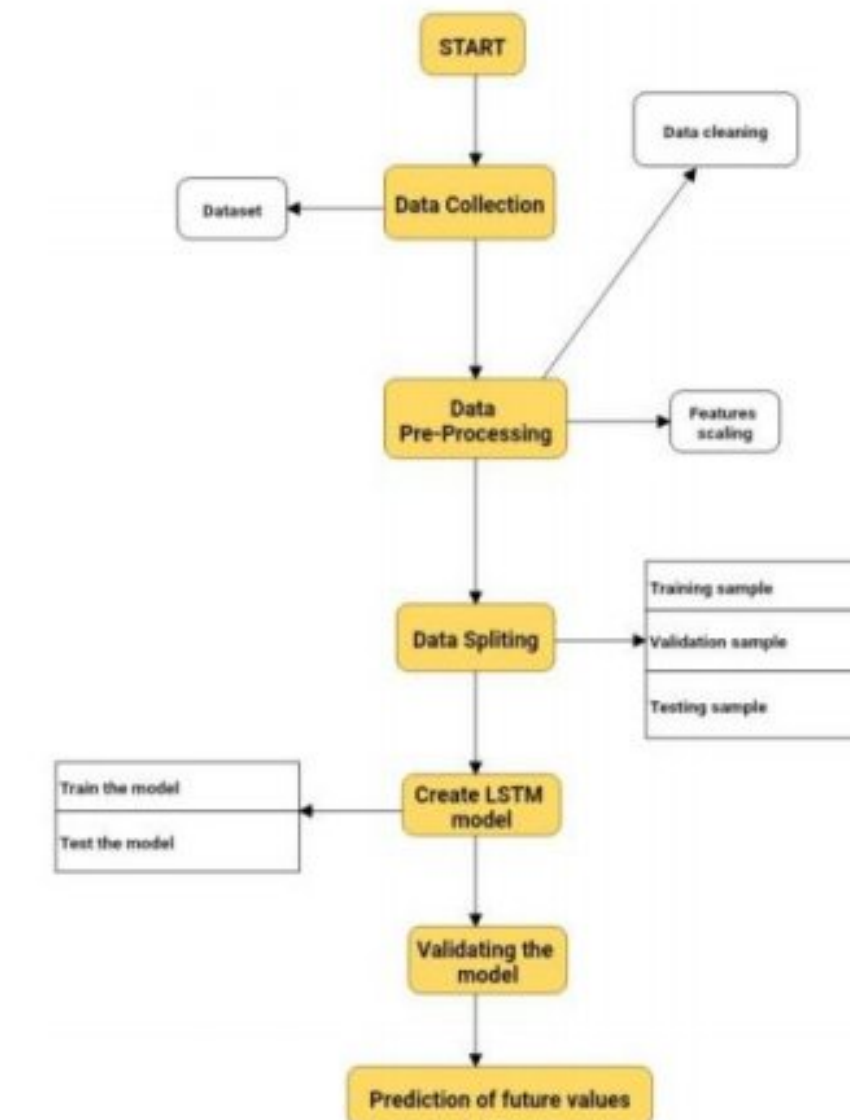 START
Data cleaning
Data Collection
Dataset
Data
Pre-Processing
Features
scaling
Training sample
Data Spliting
Validation sample
Testing sample
Train the model
Create LSTM
model
Test the model
Validating the
model
Prediction of future values